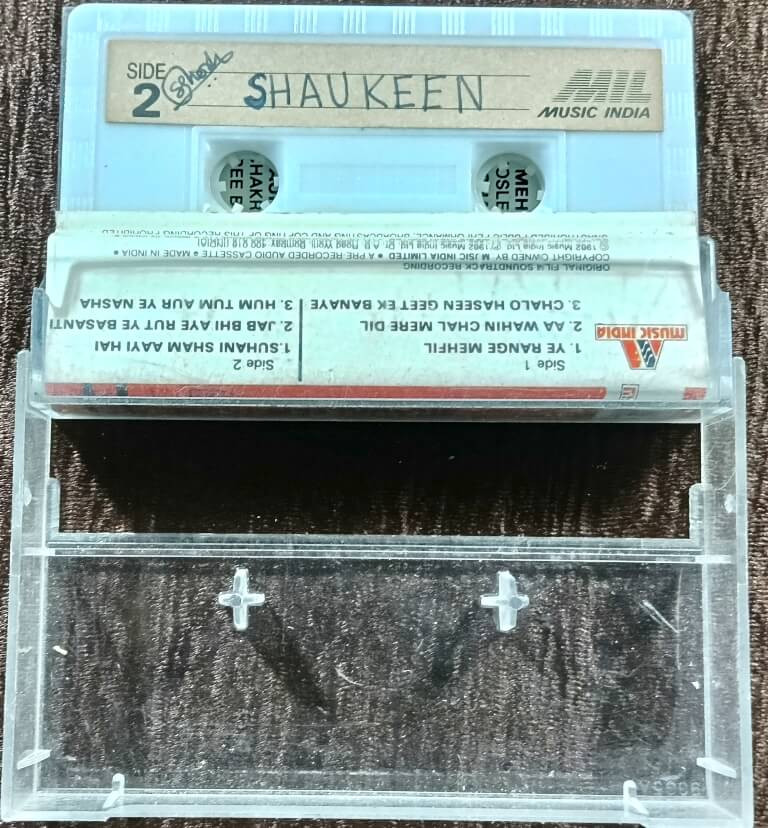 SIDE
2
SHAUKEEN
MIL
MUSIC INDIA
MUSIC INDIA
Side 1
1. YE RANGE MEHFIL
2. AA WAHIN CHAL MERE DIL
3. CHALO HASEEN GEET EK BANAYE
Side 2
1. SUHANI SHAM AAYI HAI
2. JAB BHI AYE RUT YE BASANTI
3. HUM TUM AUR YE NASHA
ORIGINAL FILM SOUNDTRACK RECORDING
COPYRIGHT OWNED BY MUSIC INDIA LIMITED • A PRE RECORDED AUDIO CASSETTE • MADE IN INDIA •